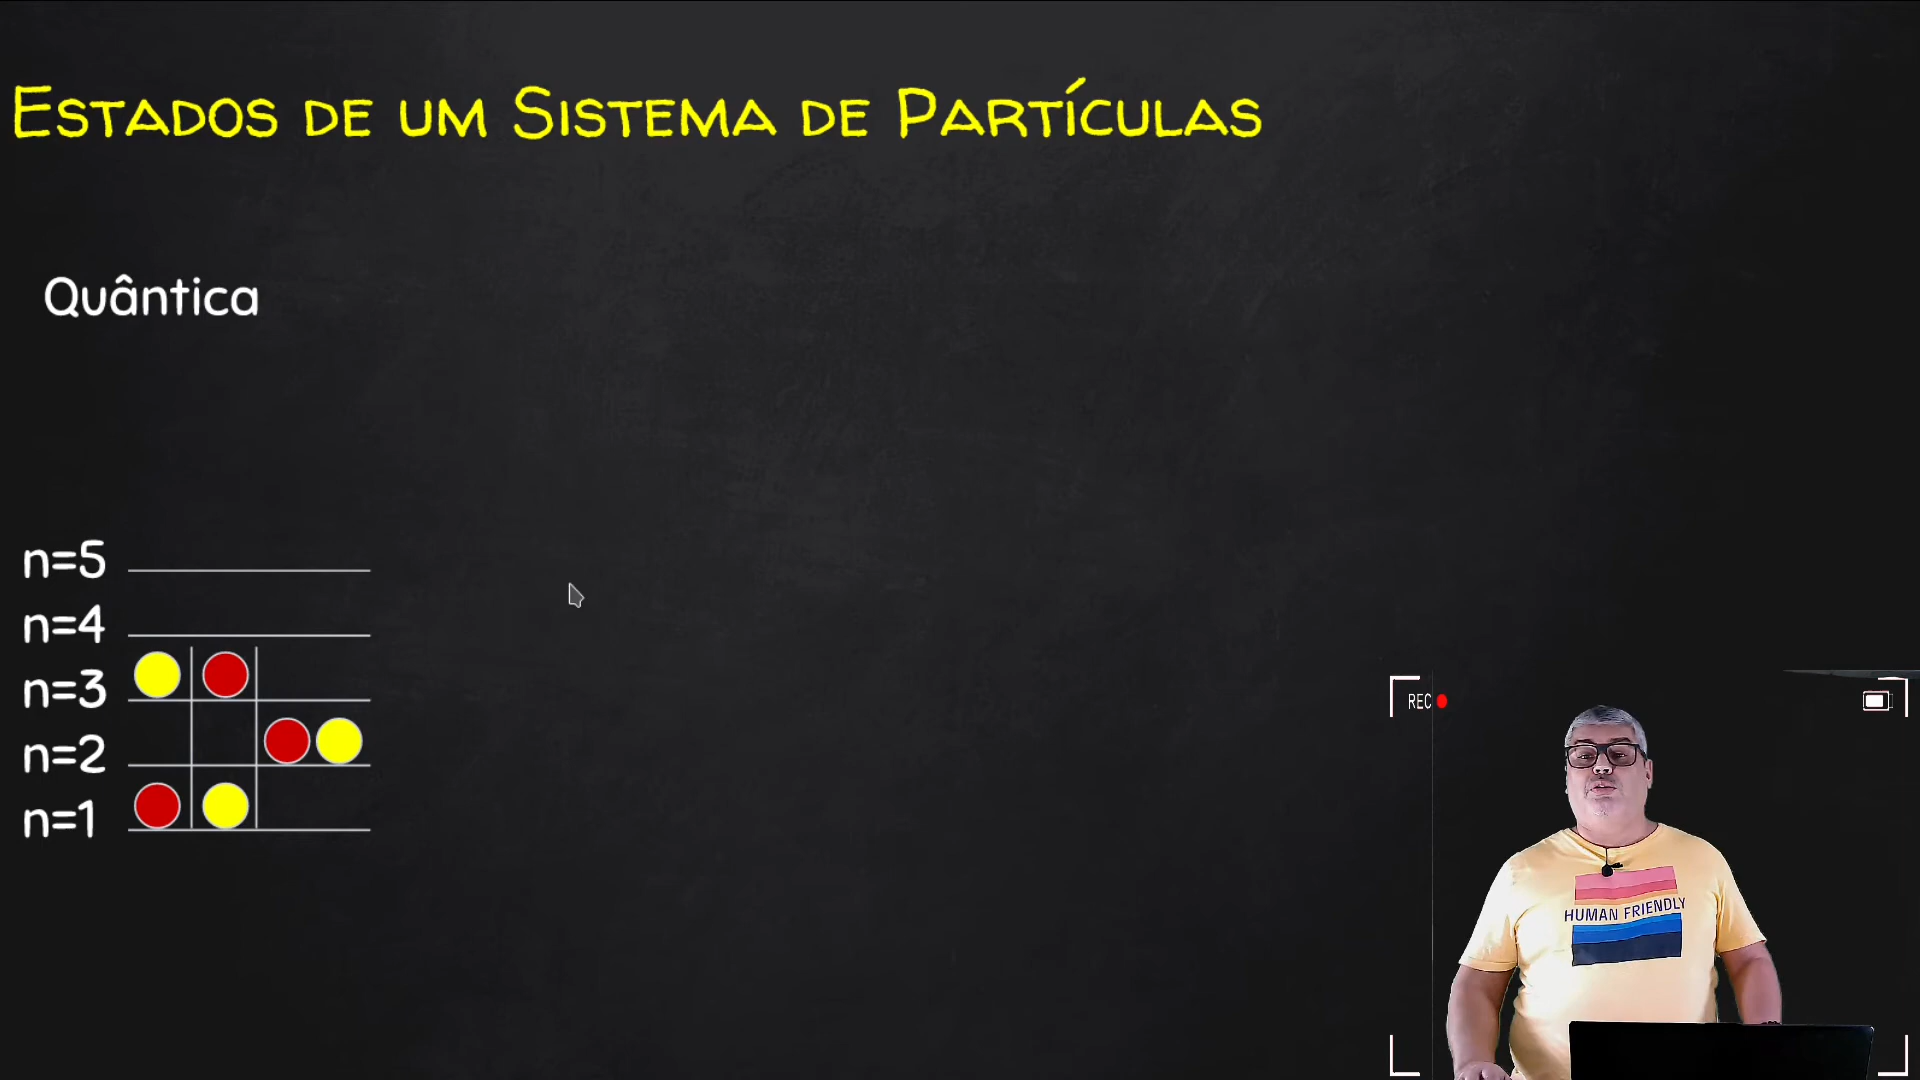 Estados de um Sistema de Partículas
Quântica
n=5
n=4
n=3
n=2
n=1
REC
HUMAN FRIENDLY